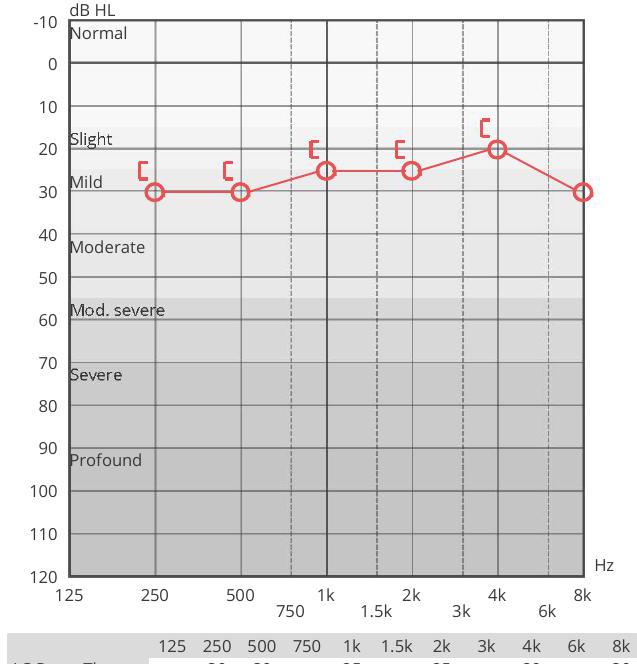 dB HL
-10
Normal
0
10
Slight
20
Mild
30
40
Moderate
50
Mod. severe
60
70
Severe
80
90
Profound
100
110
120
Hz
125 250 500 1k 2k 4k 8k
750 1.5k 3k 6k
125 250 500 750 1k 1.5k 2k 3k 4k 6k 8k